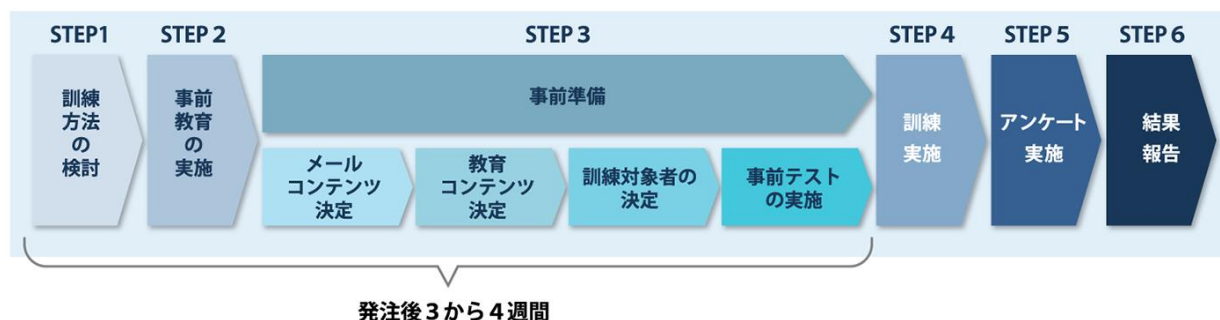 STEP1
訓練
方法
の
検討
STEP 2
事前
教育
の
実施
STEP 3
事前準備
メール
コンテンツ
決定
教育
コンテンツ
決定
訓練対象者の
決定
事前テスト
の実施
STEP 4
訓練
実施
STEP 5
アンケート
実施
STEP 6
結果
報告
発注後３から４週間